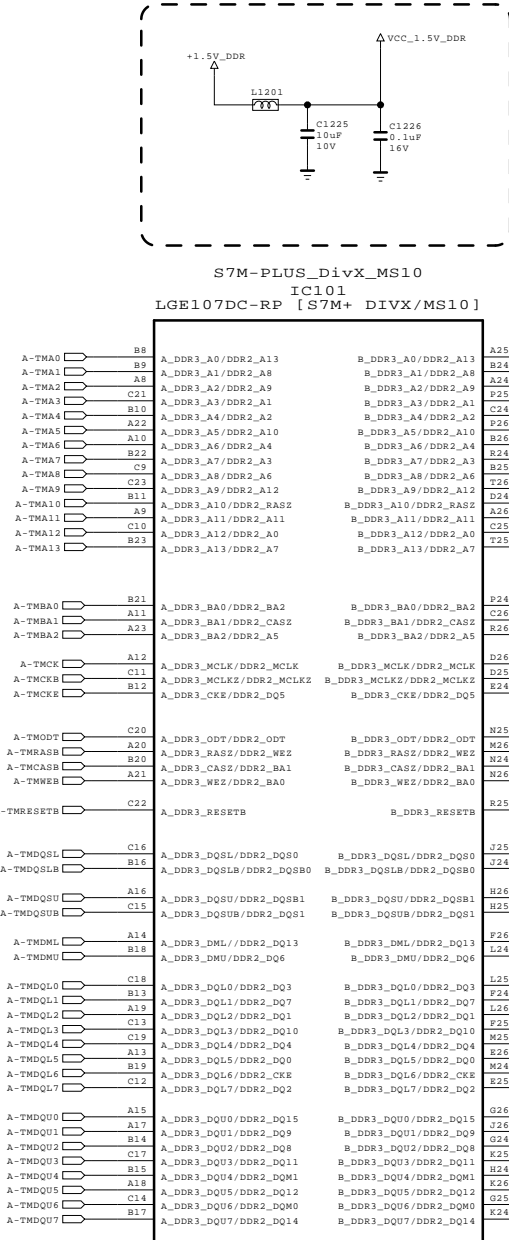 +1.5V_DDR
VCC_1.5V_DDR
L1201
C1225
10uF
10V
C1226
0.1uF
16V
S7M-PLUS_DivX_MS10
IC101
LGE107DC-RP [S7M+ DIVX/MS10]
A-TMA0 B8 A_DDR3_A0/DDR2_A13 B_DDR3_A0/DDR2_A13 A25
A-TMA1 B9 A_DDR3_A1/DDR2_A8 B_DDR3_A1/DDR2_A8 B24
A-TMA2 A8 A_DDR3_A2/DDR2_A9 B_DDR3_A2/DDR2_A9 A24
A-TMA3 C21 A_DDR3_A3/DDR2_A1 B_DDR3_A3/DDR2_A1 P25
A-TMA4 B10 A_DDR3_A4/DDR2_A2 B_DDR3_A4/DDR2_A2 C24
A-TMA5 A22 A_DDR3_A5/DDR2_A10 B_DDR3_A5/DDR2_A10 P26
A-TMA6 A10 A_DDR3_A6/DDR2_A4 B_DDR3_A6/DDR2_A4 B26
A-TMA7 B22 A_DDR3_A7/DDR2_A3 B_DDR3_A7/DDR2_A3 R24
A-TMA8 C9 A_DDR3_A8/DDR2_A6 B_DDR3_A8/DDR2_A6 B25
A-TMA9 C23 A_DDR3_A9/DDR2_A12 B_DDR3_A9/DDR2_A12 T26
A-TMA10 B11 A_DDR3_A10/DDR2_RASZ B_DDR3_A10/DDR2_RASZ D24
A-TMA11 A9 A_DDR3_A11/DDR2_A11 B_DDR3_A11/DDR2_A11 A26
A-TMA12 C10 A_DDR3_A12/DDR2_A0 B_DDR3_A12/DDR2_A0 C25
A-TMA13 B23 A_DDR3_A13/DDR2_A7 B_DDR3_A13/DDR2_A7 T25
A-TMBA0 B21 A_DDR3_BA0/DDR2_BA2 B_DDR3_BA0/DDR2_BA2 P24
A-TMBA1 A11 A_DDR3_BA1/DDR2_CASZ B_DDR3_BA1/DDR2_CASZ C26
A-TMBA2 A23 A_DDR3_BA2/DDR2_A5 B_DDR3_BA2/DDR2_A5 R26
A-TMCK A12 A_DDR3_MCLK/DDR2_MCLK B_DDR3_MCLK/DDR2_MCLK D26
A-TMCKB C11 A_DDR3_MCLKZ/DDR2_MCLKZ B_DDR3_MCLKZ/DDR2_MCLKZ D25
A-TMCKE B12 A_DDR3_CKE/DDR2_DQ5 B_DDR3_CKE/DDR2_DQ5 E24
A-TMODT C20 A_DDR3_ODT/DDR2_ODT B_DDR3_ODT/DDR2_ODT N25
A-TMRASB A20 A_DDR3_RASZ/DDR2_WEZ B_DDR3_RASZ/DDR2_WEZ M26
A-TMCASB B20 A_DDR3_CASZ/DDR2_BA1 B_DDR3_CASZ/DDR2_BA1 N24
A-TMWEB A21 A_DDR3_WEZ/DDR2_BA0 B_DDR3_WEZ/DDR2_BA0 N26
-TMRESETB C22 A_DDR3_RESETB B_DDR3_RESETB R25
A-TMDQSL C16 A_DDR3_DQSL/DDR2_DQS0 B_DDR3_DQSL/DDR2_DQS0 J25
A-TMDQSLB B16 A_DDR3_DQSLB/DDR2_DQSB0 B_DDR3_DQSLB/DDR2_DQSB0 J24
A-TMDQSU A16 A_DDR3_DQSU/DDR2_DQSB1 B_DDR3_DQSU/DDR2_DQSB1 H26
A-TMDQSUB C15 A_DDR3_DQSUB/DDR2_DQS1 B_DDR3_DQSUB/DDR2_DQS1 H25
A-TMDML A14 A_DDR3_DML//DDR2_DQ13 B_DDR3_DML/DDR2_DQ13 F26
A-TMDMU B18 A_DDR3_DMU/DDR2_DQ6 B_DDR3_DMU/DDR2_DQ6 L24
A-TMDQL0 C18 A_DDR3_DQL0/DDR2_DQ3 B_DDR3_DQL0/DDR2_DQ3 L25
A-TMDQL1 B13 A_DDR3_DQL1/DDR2_DQ7 B_DDR3_DQL1/DDR2_DQ7 F24
A-TMDQL2 A19 A_DDR3_DQL2/DDR2_DQ1 B_DDR3_DQL2/DDR2_DQ1 L26
A-TMDQL3 C13 A_DDR3_DQL3/DDR2_DQ10 B_DDR3_DQL3/DDR2_DQ10 F25
A-TMDQL4 C19 A_DDR3_DQL4/DDR2_DQ4 B_DDR3_DQL4/DDR2_DQ4 M25
A-TMDQL5 A13 A_DDR3_DQL5/DDR2_DQ0 B_DDR3_DQL5/DDR2_DQ0 E26
A-TMDQL6 B19 A_DDR3_DQL6/DDR2_CKE B_DDR3_DQL6/DDR2_CKE M24
A-TMDQL7 C12 A_DDR3_DQL7/DDR2_DQ2 B_DDR3_DQL7/DDR2_DQ2 E25
A-TMDQU0 A15 A_DDR3_DQU0/DDR2_DQ15 B_DDR3_DQU0/DDR2_DQ15 G26
A-TMDQU1 A17 A_DDR3_DQU1/DDR2_DQ9 B_DDR3_DQU1/DDR2_DQ9 J26
A-TMDQU2 B14 A_DDR3_DQU2/DDR2_DQ8 B_DDR3_DQU2/DDR2_DQ8 G24
A-TMDQU3 C17 A_DDR3_DQU3/DDR2_DQ11 B_DDR3_DQU3/DDR2_DQ11 K25
A-TMDQU4 B15 A_DDR3_DQU4/DDR2_DQM1 B_DDR3_DQU4/DDR2_DQM1 H24
A-TMDQU5 A18 A_DDR3_DQU5/DDR2_DQ12 B_DDR3_DQU5/DDR2_DQ12 K26
A-TMDQU6 C14 A_DDR3_DQU6/DDR2_DQM0 B_DDR3_DQU6/DDR2_DQM0 G25
A-TMDQU7 B17 A_DDR3_DQU7/DDR2_DQ14 B_DDR3_DQU7/DDR2_DQ14 K24